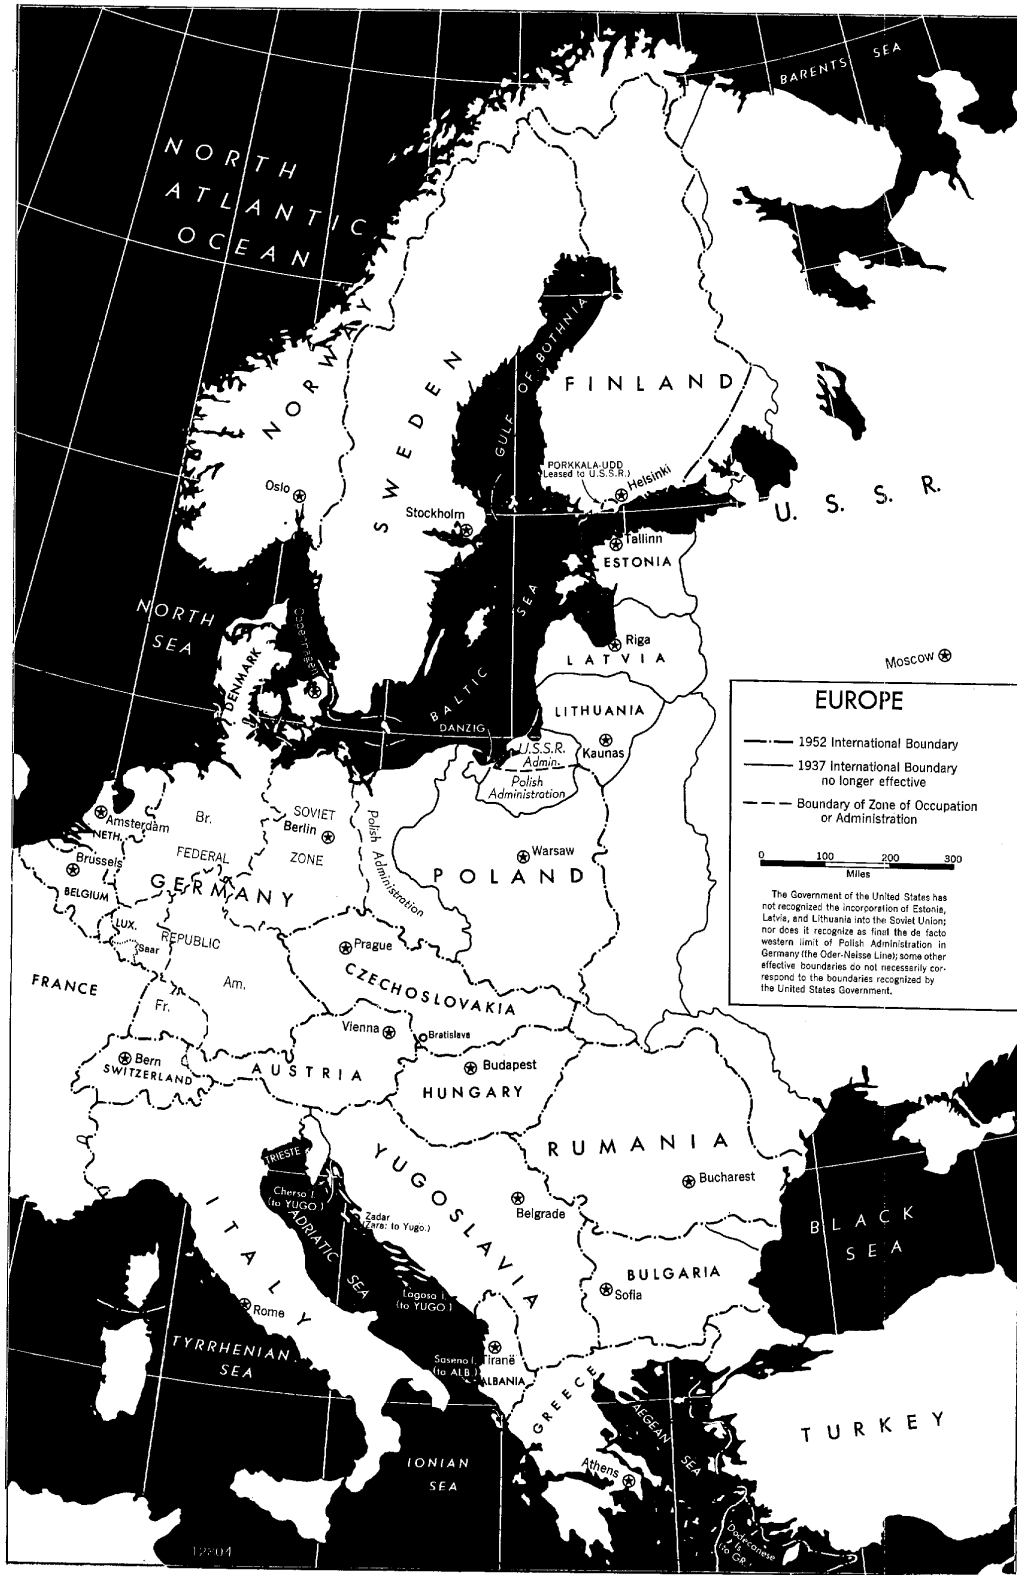 BARENTS SEA
NORTH
ATLANTIC
OCEAN
NORWAY
SWEDEN
GULF OF BOTHNIA
FINLAND
PORKKALA-UDD
(Leased to U.S.S.R.)
Helsinki
Oslo
Stockholm
U. S. S. R.
Tallinn
ESTONIA
NORTH
SEA
Copenhagen
DENMARK
BALTIC SEA
Riga
LATVIA
Moscow
LITHUANIA
Kaunas
DANZIG
U.S.S.R.
Admin.
Polish
Administration
EUROPE
1952 International Boundary
1937 International Boundary
no longer effective
Boundary of Zone of Occupation
or Administration
0 100 200 300
Miles
The Government of the United States has
not recognized the incorporation of Estonia,
Latvia, and Lithuania into the Soviet Union;
nor does it recognize as final the de facto
western limit of Polish Administration in
Germany (the Oder-Neisse Line); some other
effective boundaries do not necessarily cor-
respond to the boundaries recognized by
the United States Government.
Amsterdam
NETH.
Br.
SOVIET
Berlin
ZONE
Polish Administration
Brussels
BELGIUM
FEDERAL
GERMANY
REPUBLIC
Warsaw
POLAND
LUX.
Saar
Prague
CZECHOSLOVAKIA
FRANCE
Fr.
Am.
Vienna
Bratislava
Bern
SWITZERLAND
AUSTRIA
Budapest
HUNGARY
RUMANIA
Bucharest
TRIESTE
YUGOSLAVIA
Cherso I.
(to YUGO.)
Zadar
(Zara: to Yugo.)
Belgrade
ITALY
ADRIATIC SEA
BLACK
SEA
BULGARIA
Sofia
Lagosa I.
(to YUGO.)
Rome
TYRRHENIAN
SEA
Saseno I.
(to ALB.)
Tiranë
ALBANIA
GREECE
AEGEAN SEA
TURKEY
IONIAN
SEA
Athens
Dodecanese
Is.
(to GR.)
12804